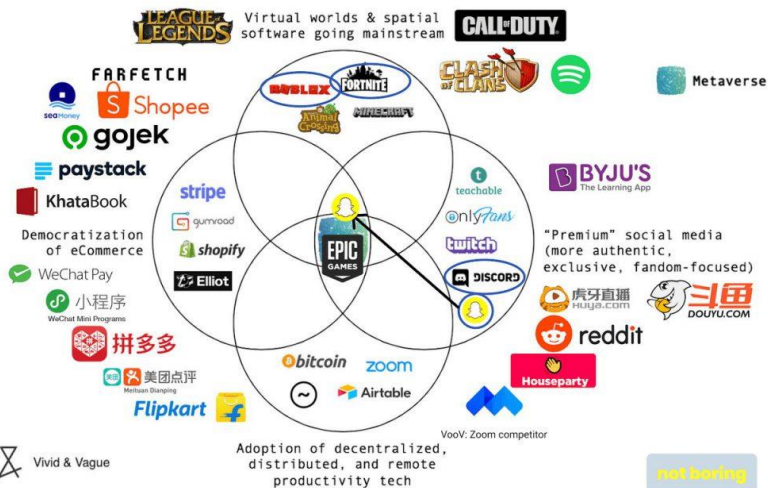 LEAGUE OF
LEGENDS
Virtual worlds & spatial
software going mainstream
CALL OF DUTY
FARFETCH
CLASH
OF CLANS
Metaverse
ROBLOX
FORTNITE
seaMoney
Shopee
Animal
Crossing
MINECRAFT
gojek
paystack
teachable
BYJU'S
The Learning App
KhataBook
stripe
OnlyFans
gumroad
Democratization
of eCommerce
shopify
EPIC
GAMES
twitch
"Premium" social media
(more authentic,
exclusive, fandom-focused)
WeChat Pay
Elliot
DISCORD
小程序
WeChat Mini Programs
虎牙直播
Huya.com
斗鱼
DOUYU.COM
拼
拼多多
bitcoin
zoom
reddit
美团
美团点评
Meituan Dianping
Airtable
Houseparty
Flipkart
VooV: Zoom competitor
Adoption of decentralized,
distributed, and remote
productivity tech
Vivid & Vague
not boring